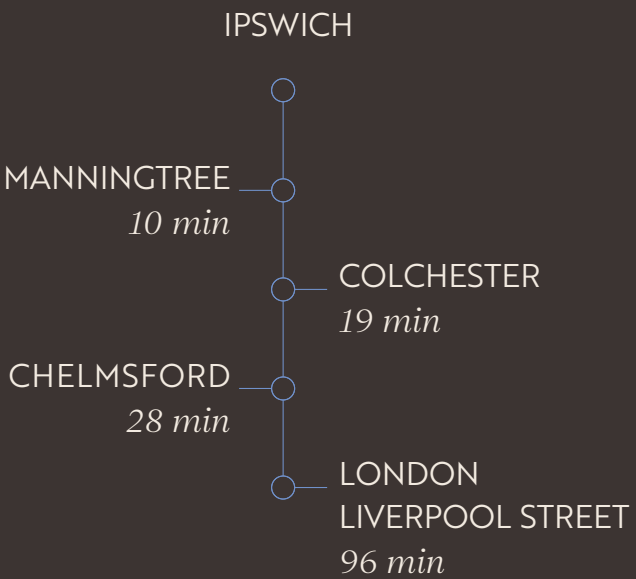 IPSWICH
MANNINGTREE
10 min
COLCHESTER
19 min
CHELMSFORD
28 min
LONDON
LIVERPOOL STREET
96 min